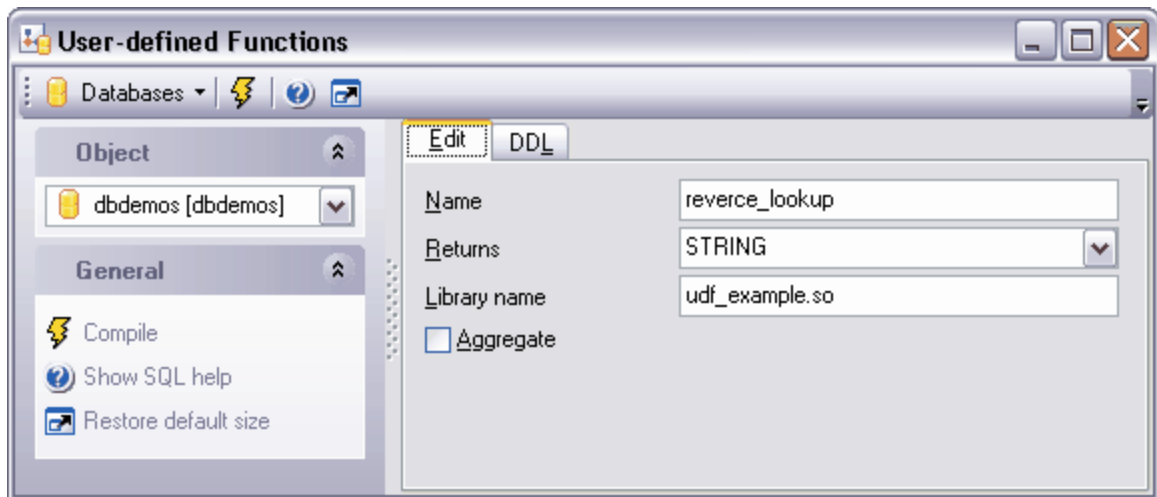 User-defined Functions
Databases
Object
dbdemos [dbdemos]
General
Compile
Show SQL help
Restore default size
Edit DDL
Name reverce_lookup
Returns STRING
Library name udf_example.so
Aggregate